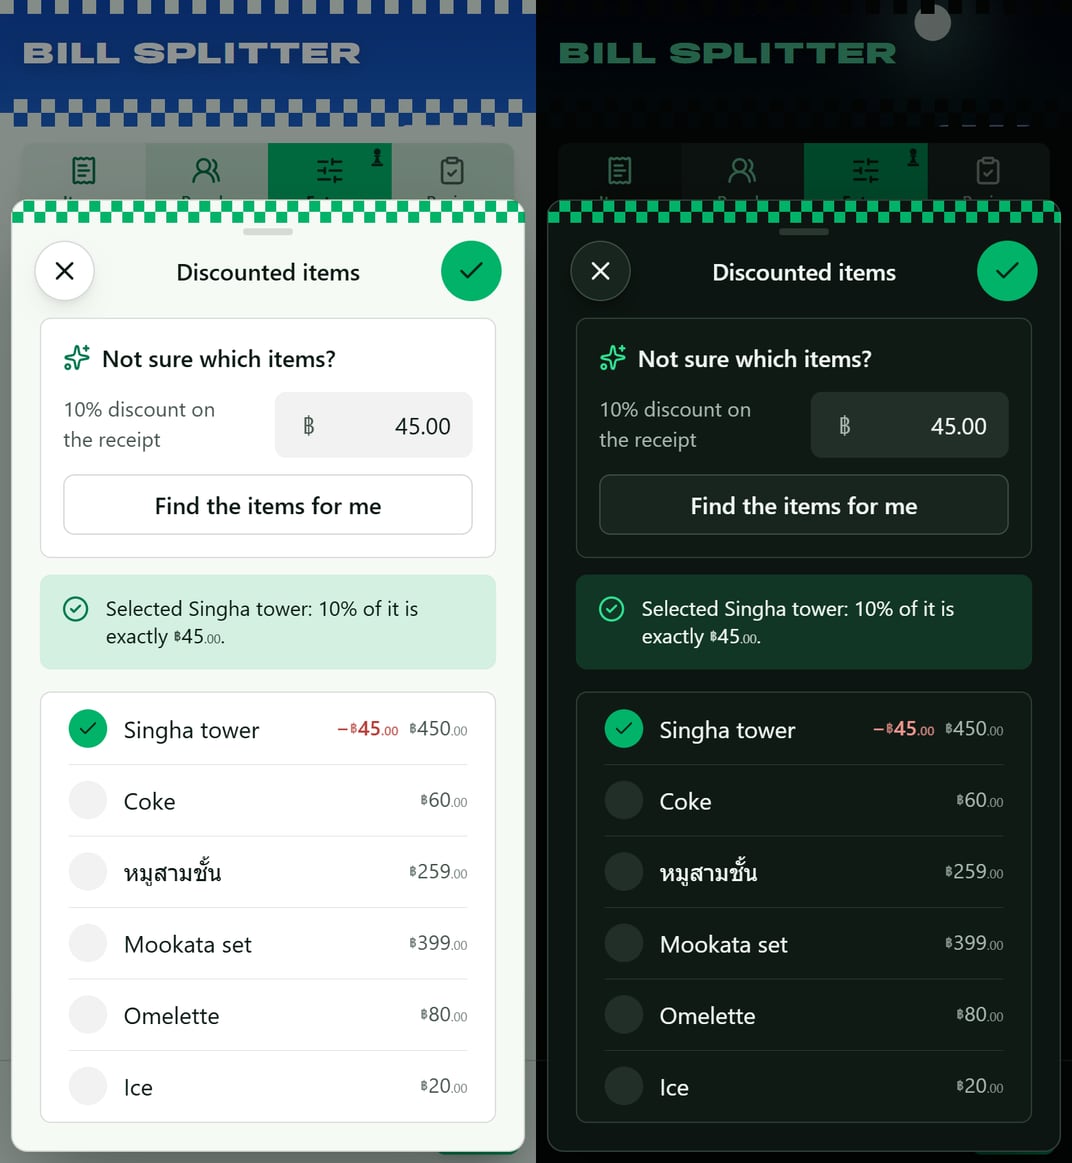 BILL SPLITTER
Discounted items
Not sure which items?
10% discount on
the receipt
฿ 45.00
Find the items for me
Selected Singha tower: 10% of it is
exactly ฿45.00.
Singha tower −฿45.00 ฿450.00
Coke ฿60.00
หมูสามชั้น ฿259.00
Mookata set ฿399.00
Omelette ฿80.00
Ice ฿20.00
BILL SPLITTER
Discounted items
Not sure which items?
10% discount on
the receipt
฿ 45.00
Find the items for me
Selected Singha tower: 10% of it is
exactly ฿45.00.
Singha tower −฿45.00 ฿450.00
Coke ฿60.00
หมูสามชั้น ฿259.00
Mookata set ฿399.00
Omelette ฿80.00
Ice ฿20.00